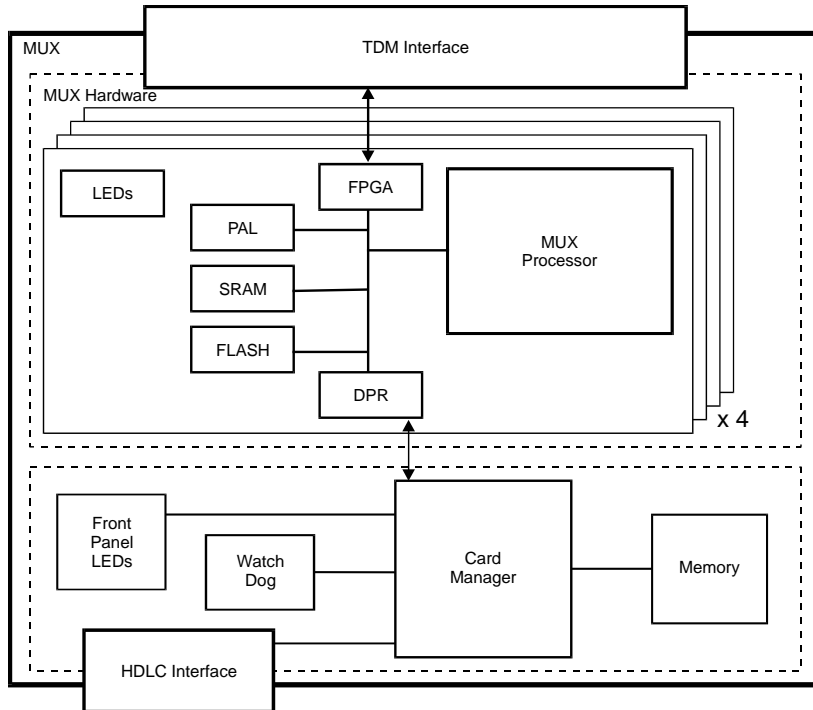 TDM Interface
MUX
MUX Hardware
LEDs
FPGA
PAL
MUX
Processor
SRAM
FLASH
DPR
x 4
Front
Panel
LEDs
Watch
Dog
Card
Manager
Memory
HDLC Interface